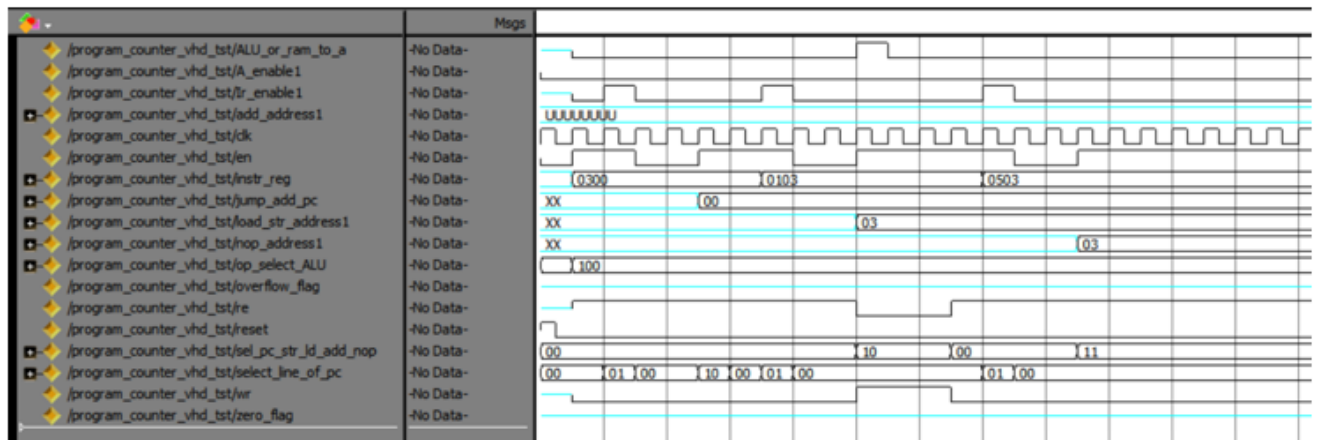 Msgs
/program_counter_vhd_tst/ALU_or_ram_to_a -No Data-
/program_counter_vhd_tst/A_enable1 -No Data-
/program_counter_vhd_tst/Ir_enable1 -No Data-
/program_counter_vhd_tst/add_address1 -No Data- UUUUUUUU
/program_counter_vhd_tst/clk -No Data-
/program_counter_vhd_tst/en -No Data-
/program_counter_vhd_tst/instr_reg -No Data- 0300 0103 0503
/program_counter_vhd_tst/jump_add_pc -No Data- XX 00
/program_counter_vhd_tst/load_str_address1 -No Data- XX 03
/program_counter_vhd_tst/nop_address1 -No Data- XX 03
/program_counter_vhd_tst/op_select_ALU -No Data- 100
/program_counter_vhd_tst/overflow_flag -No Data-
/program_counter_vhd_tst/re -No Data-
/program_counter_vhd_tst/reset -No Data-
/program_counter_vhd_tst/sel_pc_str_ld_add_nop -No Data- 00 10 00 11
/program_counter_vhd_tst/select_line_of_pc -No Data- 00 01 00 10 00 01 00 01 00
/program_counter_vhd_tst/wr -No Data-
/program_counter_vhd_tst/zero_flag -No Data-